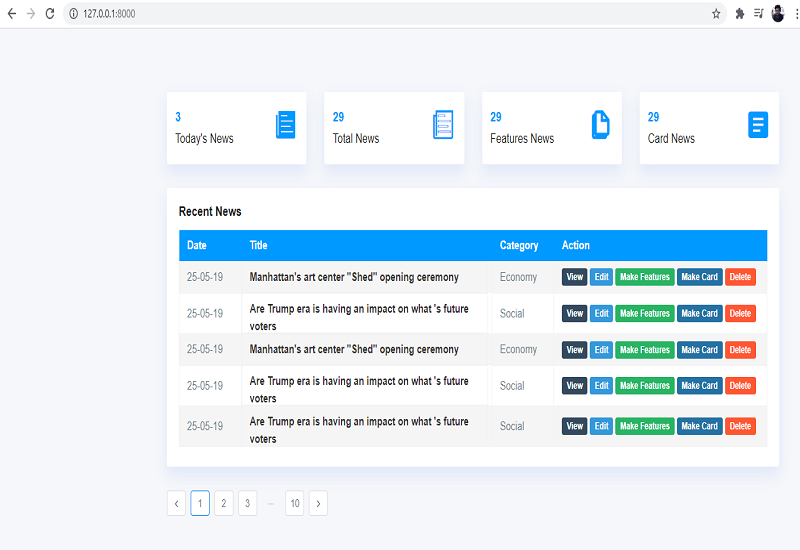 127.0.0.1:8000
3
Today's News
29
Total News
29
Features News
29
Card News
Recent News
Date Title Category Action
25-05-19 Manhattan's art center "Shed" opening ceremony Economy View Edit Make Features Make Card Delete
25-05-19 Are Trump era is having an impact on what 's future voters Social View Edit Make Features Make Card Delete
25-05-19 Manhattan's art center "Shed" opening ceremony Economy View Edit Make Features Make Card Delete
25-05-19 Are Trump era is having an impact on what 's future voters Social View Edit Make Features Make Card Delete
25-05-19 Are Trump era is having an impact on what 's future voters Social View Edit Make Features Make Card Delete
1 2 3 ··· 10